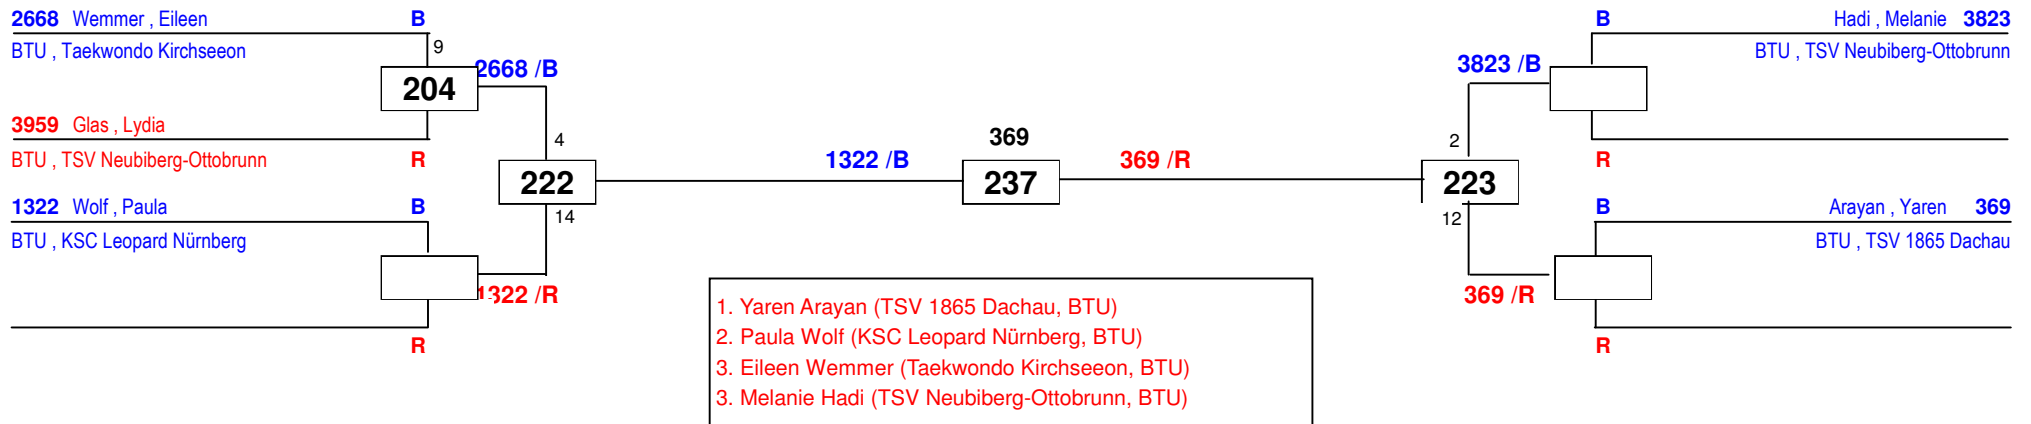 2668 Wemmer , Eileen B
BTU , Taekwondo Kirchseeon
9
204
2668 /B
3959 Glas , Lydia
BTU , TSV Neubiberg-Ottobrunn R
4
222
14
1322 Wolf , Paula B
BTU , KSC Leopard Nürnberg
1322 /R
R
1322 /B
369
237
369 /R
B Hadi , Melanie 3823
BTU , TSV Neubiberg-Ottobrunn
3823 /B
R
2
223
12
B Arayan , Yaren 369
BTU , TSV 1865 Dachau
369 /R
R
1. Yaren Arayan (TSV 1865 Dachau, BTU)
2. Paula Wolf (KSC Leopard Nürnberg, BTU)
3. Eileen Wemmer (Taekwondo Kirchseeon, BTU)
3. Melanie Hadi (TSV Neubiberg-Ottobrunn, BTU)